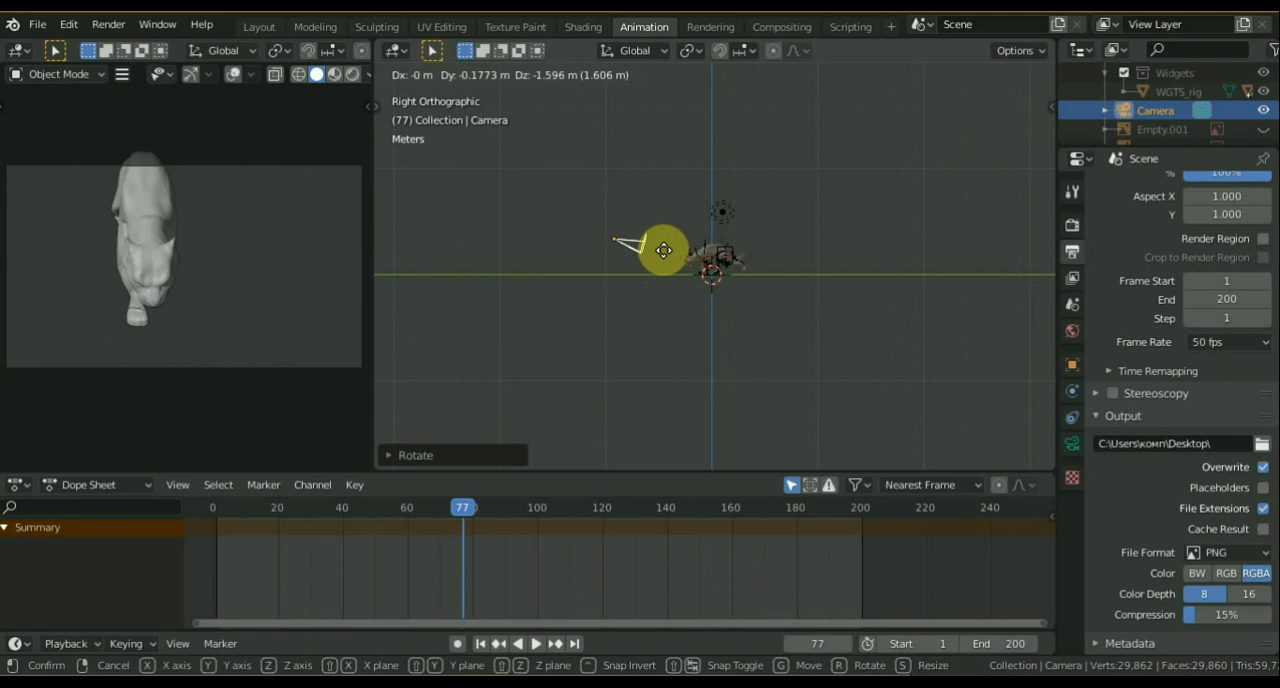 File Edit Render Window Help Layout Modeling Sculpting UV Editing Texture Paint Shading Animation Rendering Compositing Scripting + Scene View Layer
Global Global Options
Object Mode
Dx: -0 m Dy: -0.1773 m Dz: -1.596 m (1.606 m)
Right Orthographic
(77) Collection | Camera
Meters
Widgets
WGTS_rig
Camera
Empty.001
Scene
% 100%
Aspect X 1.000
Y 1.000
Render Region
Crop to Render Region
Frame Start 1
End 200
Step 1
Frame Rate 50 fps
Time Remapping
Stereoscopy
Output
C:\Users\комп\Desktop\
Overwrite
Placeholders
File Extensions
Cache Result
File Format PNG
Color BW RGB RGBA
Color Depth 8 16
Compression 15%
Metadata
Rotate
Dope Sheet View Select Marker Channel Key Nearest Frame
0 20 40 60 77 100 120 140 160 180 200 220 240
Summary
Playback Keying View Marker 77 Start 1 End 200
Confirm Cancel X X axis Y Y axis Z Z axis X X plane Y Y plane Z Z plane Snap Invert Snap Toggle G Move R Rotate S Resize Collection | Camera | Verts:29,862 | Faces:29,860 | Tris:59,7